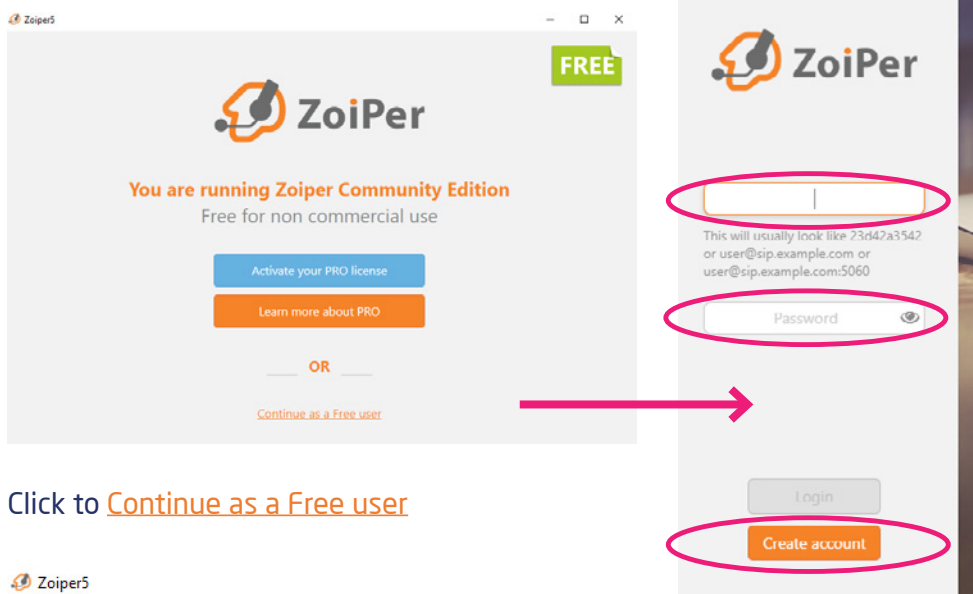 Zoiper5
FREE
ZoiPer
You are running Zoiper Community Edition
Free for non commercial use
Activate your PRO license
Learn more about PRO
OR
Continue as a Free user
Click to Continue as a Free user
Zoiper5
ZoiPer
This will usually look like 23d42a3542
or user@sip.example.com or
user@sip.example.com:5060
Password
Login
Create account